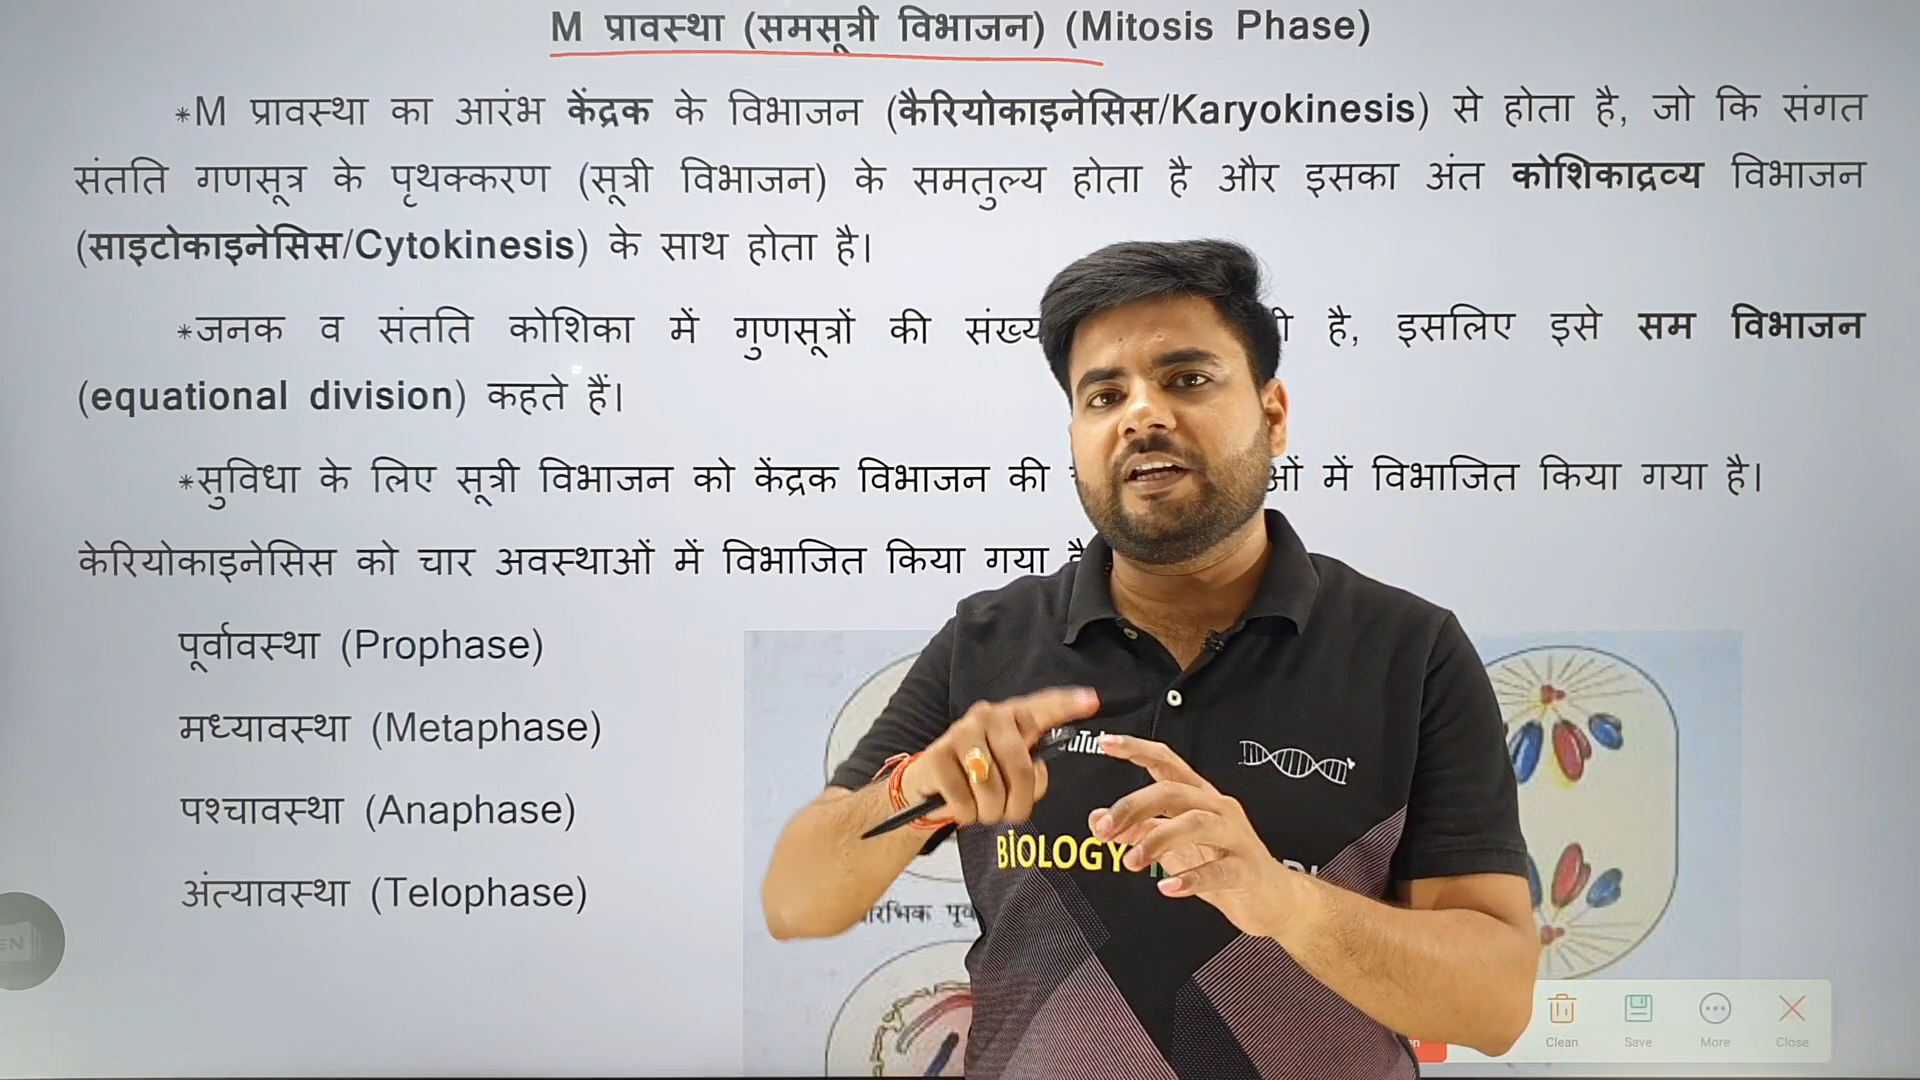 M प्रावस्था (समसूत्री विभाजन) (Mitosis Phase)
*M प्रावस्था का आरंभ केंद्रक के विभाजन (कैरियोकाइनेसिस/Karyokinesis) से होता है, जो कि संगत
संतति गणसूत्र के पृथक्करण (सूत्री विभाजन) के समतुल्य होता है और इसका अंत कोशिकाद्रव्य विभाजन
(साइटोकाइनेसिस/Cytokinesis) के साथ होता है।
*जनक व संतति कोशिका में गुणसूत्रों की है, इसलिए इसे सम विभाजन
(equational division) कहते हैं।
*सुविधा के लिए सूत्री विभाजन को केंद्रक विभाजन की में विभाजित किया गया है।
केरियोकाइनेसिस को चार अवस्थाओं में विभाजित किया गया
पूर्वावस्था (Prophase)
मध्यावस्था (Metaphase)
पश्चावस्था (Anaphase)
अंत्यावस्था (Telophase)
BiOLOGY
Clean Save More Close